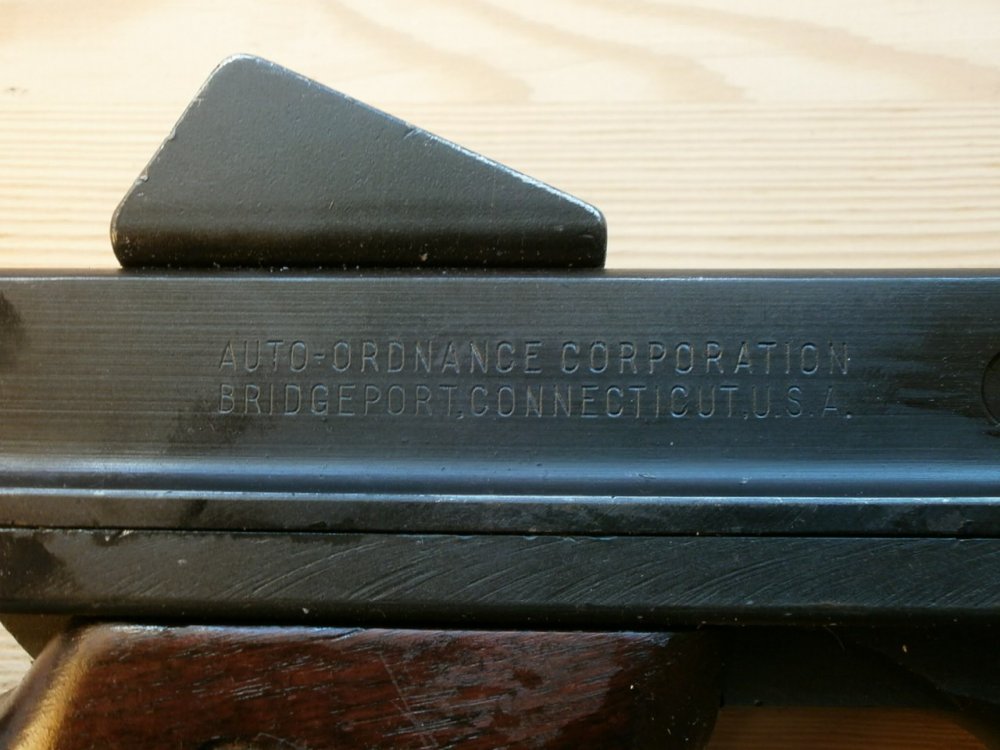 AUTO-ORDNANCE CORPORATION
BRIDGEPORT,CONNECTICUT,U.S.A.